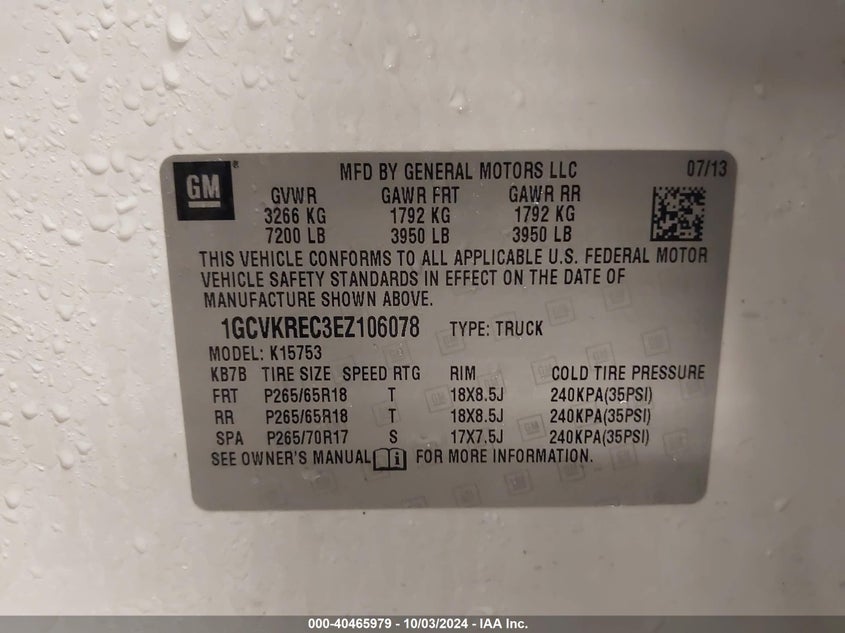 GM
MFD BY GENERAL MOTORS LLC 07/13
GVWR GAWR FRT GAWR RR
3266 KG 1792 KG 1792 KG
7200 LB 3950 LB 3950 LB
THIS VEHICLE CONFORMS TO ALL APPLICABLE U.S. FEDERAL MOTOR
VEHICLE SAFETY STANDARDS IN EFFECT ON THE DATE OF
MANUFACTURE SHOWN ABOVE.
1GCVKREC3EZ106078 TYPE: TRUCK
MODEL: K15753
KB7B TIRE SIZE SPEED RTG RIM COLD TIRE PRESSURE
FRT P265/65R18 T 18X8.5J 240KPA(35PSI)
RR P265/65R18 T 18X8.5J 240KPA(35PSI)
SPA P265/70R17 S 17X7.5J 240KPA(35PSI)
SEE OWNER'S MANUAL FOR MORE INFORMATION.
000-40465979 - 10/03/2024 - IAA Inc.